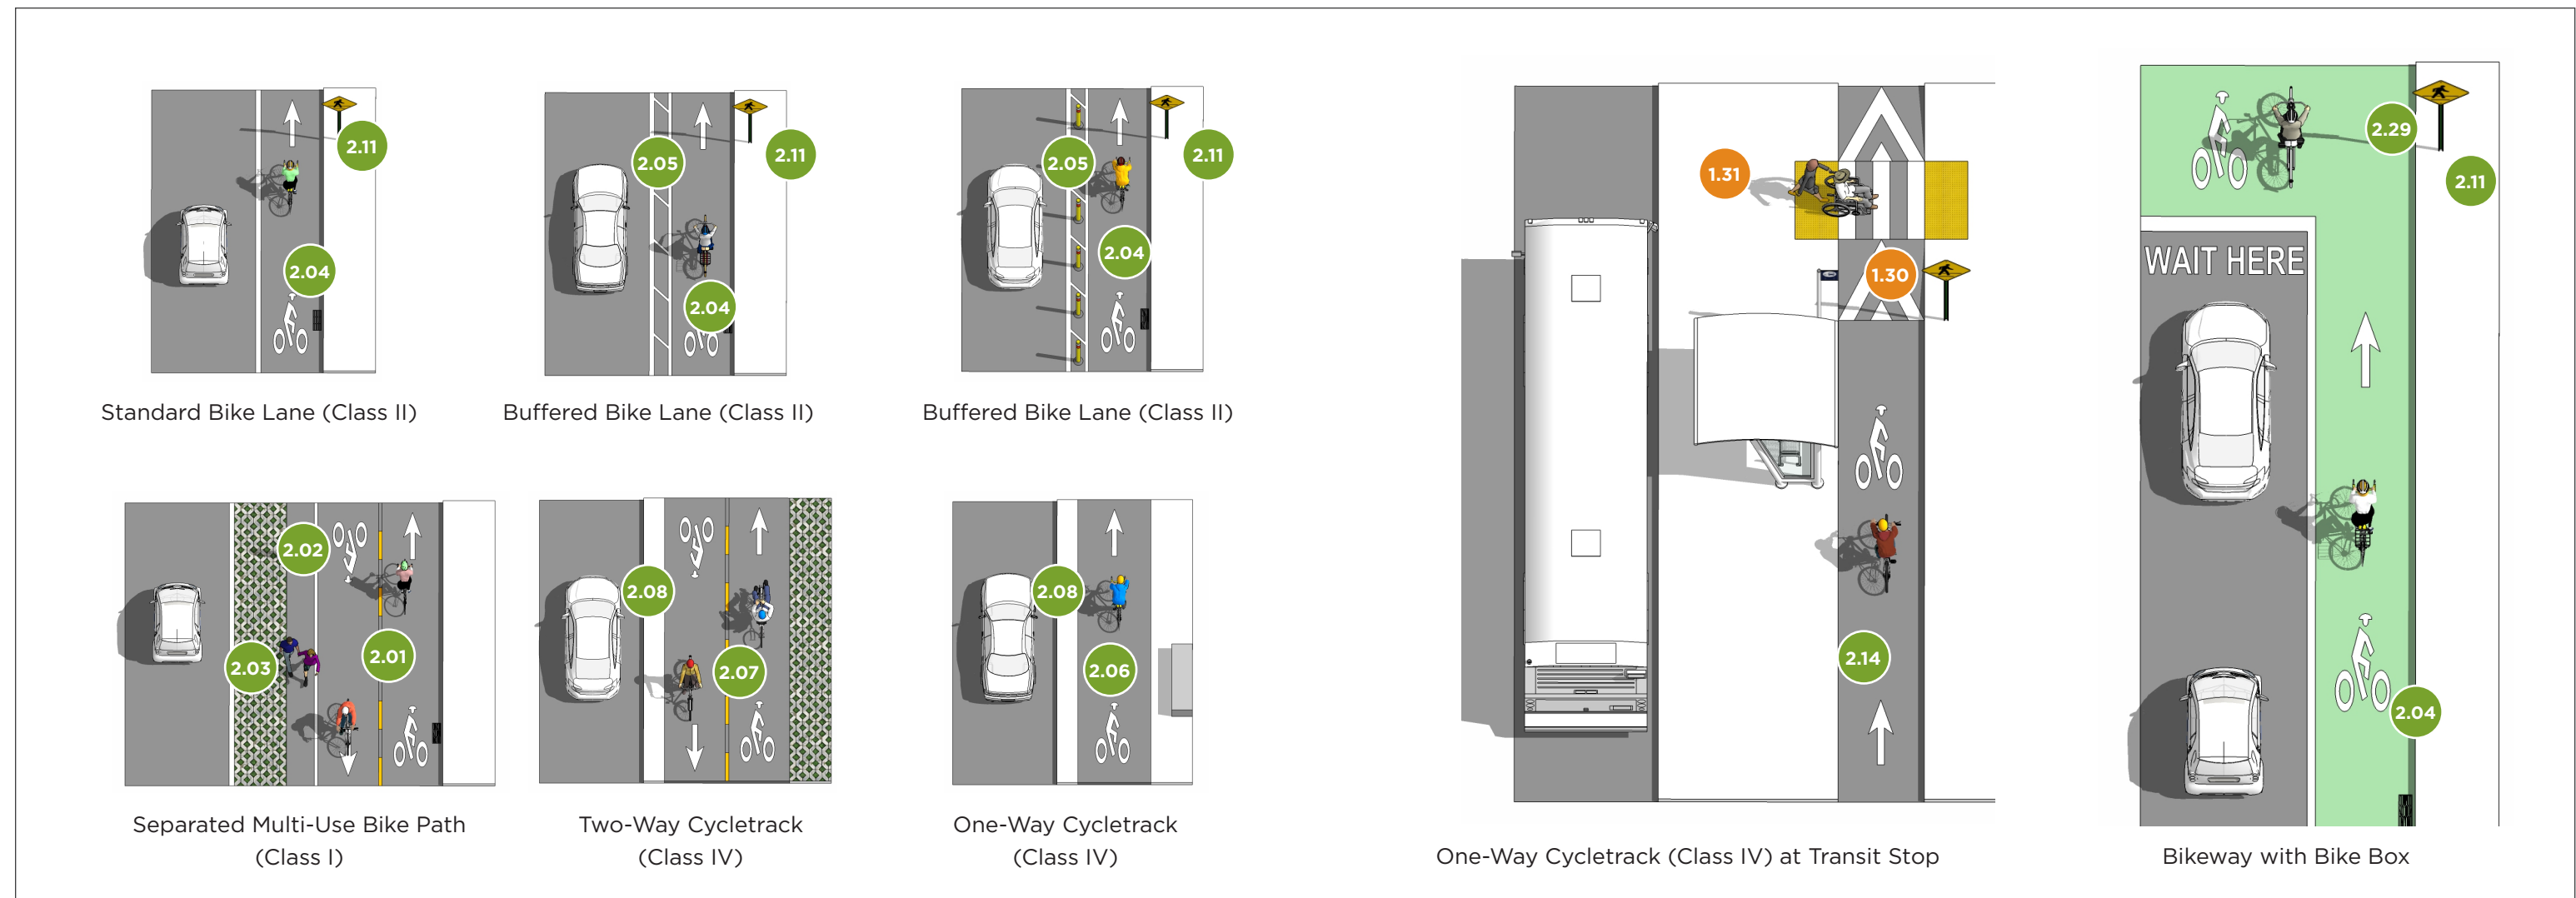 2.11
2.04
Standard Bike Lane (Class II)
2.05
2.11
2.04
Buffered Bike Lane (Class II)
2.05
2.11
2.04
Buffered Bike Lane (Class II)
2.02
2.03
2.01
Separated Multi-Use Bike Path
(Class I)
2.08
2.07
Two-Way Cycletrack
(Class IV)
2.08
2.06
One-Way Cycletrack
(Class IV)
1.31
1.30
2.14
One-Way Cycletrack (Class IV) at Transit Stop
2.29
2.11
WAIT HERE
2.04
Bikeway with Bike Box